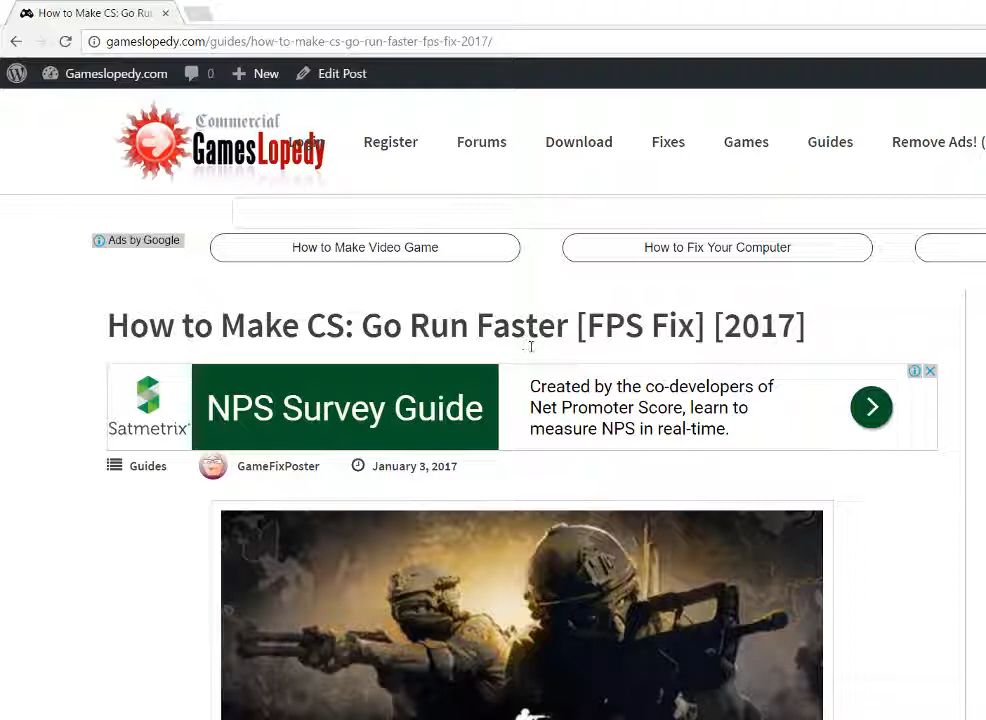 How to Make CS: Go Ru
gameslopedy.com/guides/how-to-make-cs-go-run-faster-fps-fix-2017/
Gameslopedy.com 0 New Edit Post
Commercial
GamesLopedy
Login Register Forums Download Fixes Games Guides Remove Ads! (
Ads by Google How to Make Video Game How to Fix Your Computer
How to Make CS: Go Run Faster [FPS Fix] [2017]
Satmetrix
NPS Survey Guide
Created by the co-developers of
Net Promoter Score, learn to
measure NPS in real-time.
Guides GameFixPoster January 3, 2017